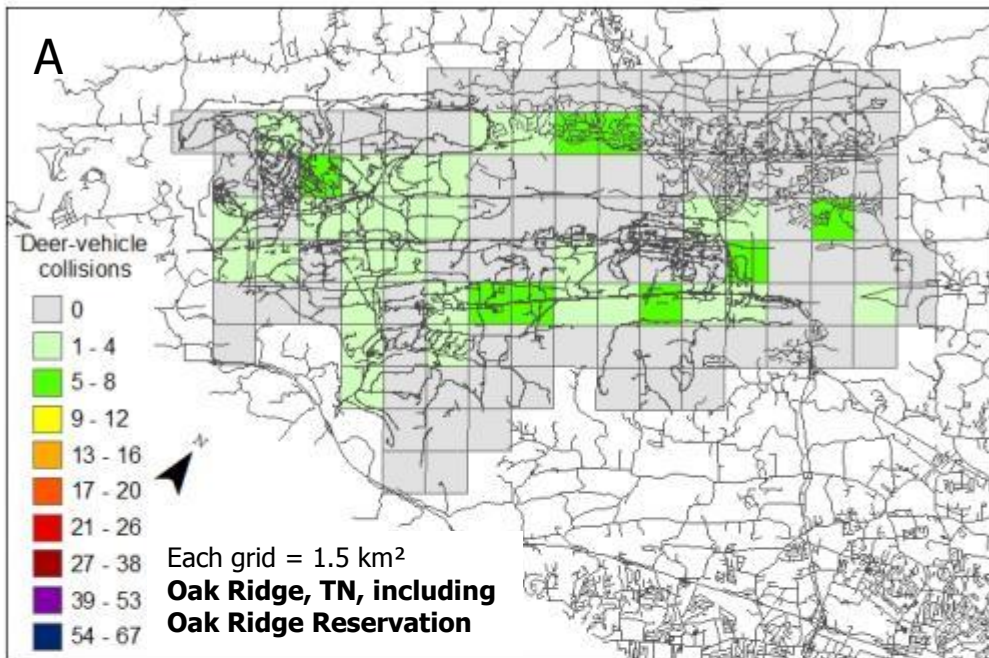 A
Deer-vehicle
collisions
0
1 - 4
5 - 8
9 - 12
13 - 16
17 - 20
21 - 26
27 - 38
39 - 53
54 - 67
N
Each grid = 1.5 km²
Oak Ridge, TN, including
Oak Ridge Reservation